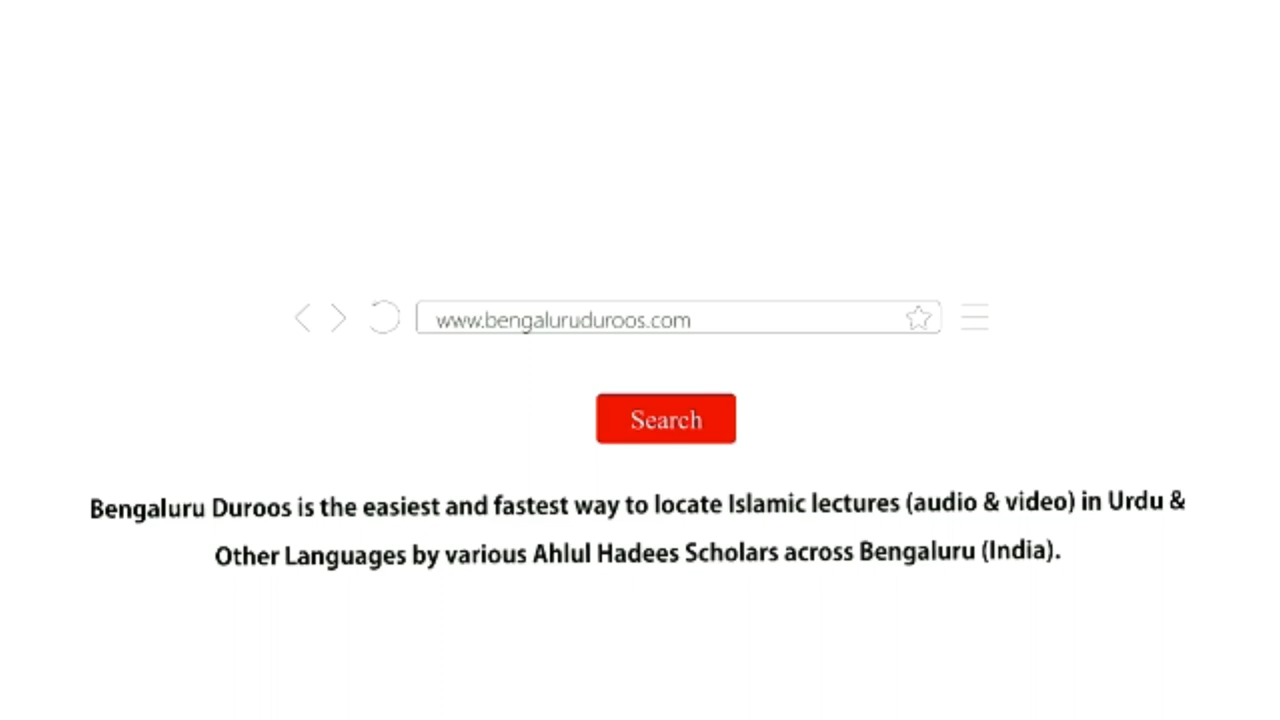 www.bengaluruduroos.com
Search
Bengaluru Duroos is the easiest and fastest way to locate Islamic lectures (audio & video) in Urdu &
Other Languages by various Ahlul Hadees Scholars across Bengaluru (India).